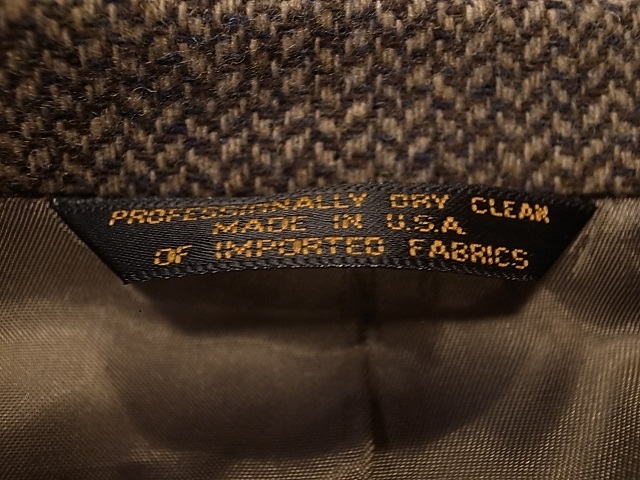 PROFESSIONALLY DRY CLEAN
MADE IN U.S.A
OF IMPORTED FABRICS